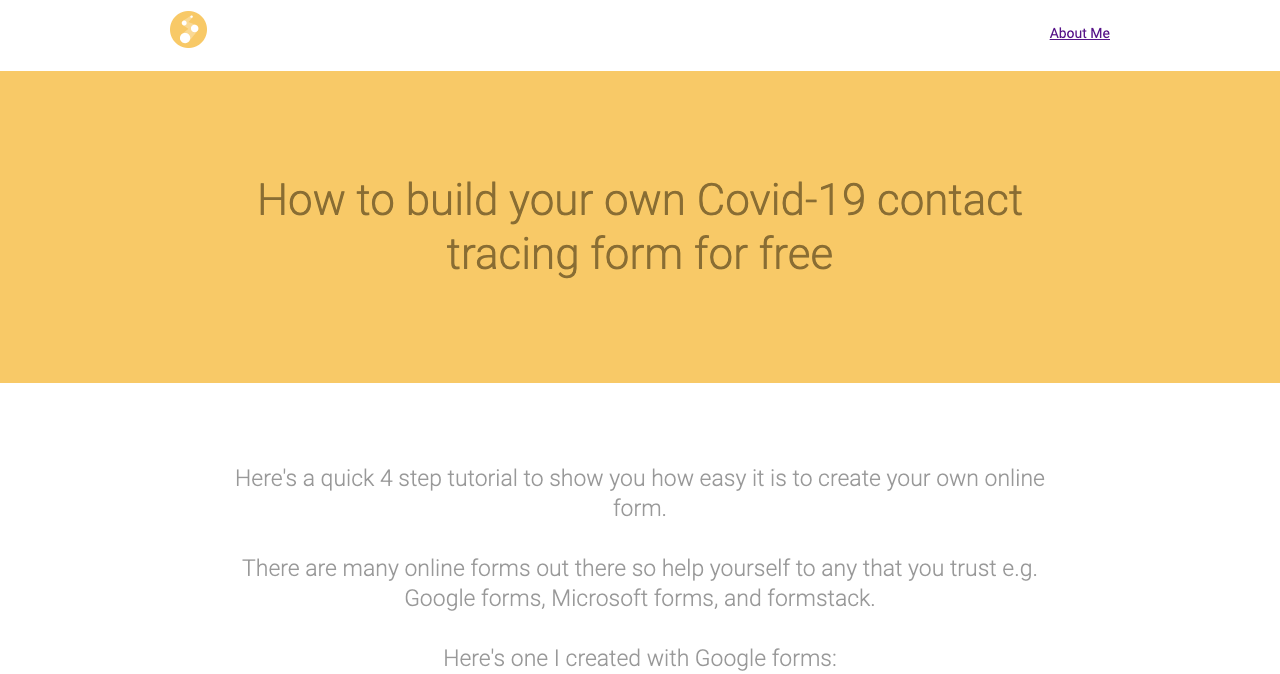 About Me
How to build your own Covid-19 contact
tracing form for free
Here's a quick 4 step tutorial to show you how easy it is to create your own online
form.
There are many online forms out there so help yourself to any that you trust e.g.
Google forms, Microsoft forms, and formstack.
Here's one I created with Google forms: